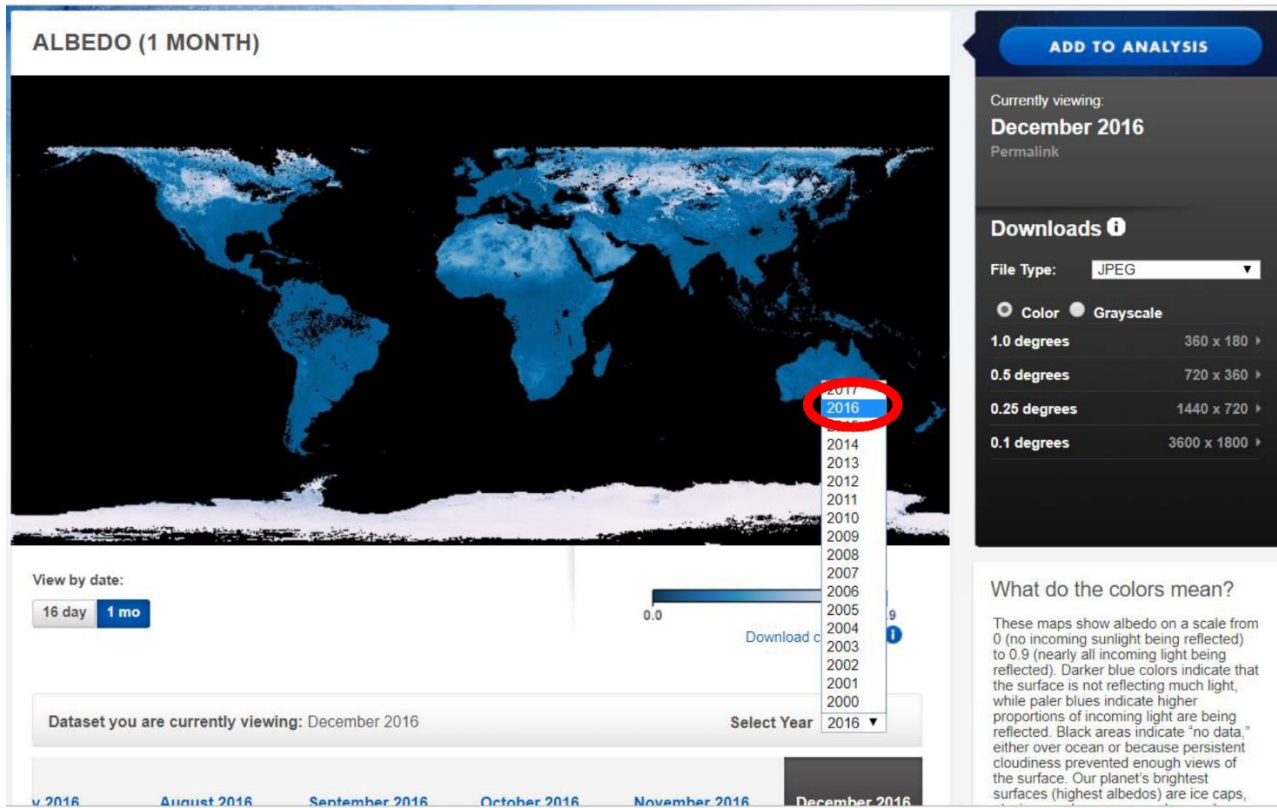 ALBEDO (1 MONTH)
ADD TO ANALYSIS
Currently viewing:
December 2016
Permalink
Downloads i
File Type: JPEG
Color Grayscale
1.0 degrees 360 x 180
0.5 degrees 720 x 360
0.25 degrees 1440 x 720
0.1 degrees 3600 x 1800
2017
2016
2015
2014
2013
2012
2011
2010
2009
2008
2007
2006
2005
2004
2003
2002
2001
2000
View by date:
16 day 1 mo
0.0
9
Download c
i
Dataset you are currently viewing: December 2016
Select Year 2016
2016 August 2016 September 2016 October 2016 November 2016 December 2016
What do the colors mean?
These maps show albedo on a scale from
0 (no incoming sunlight being reflected)
to 0.9 (nearly all incoming light being
reflected). Darker blue colors indicate that
the surface is not reflecting much light,
while paler blues indicate higher
proportions of incoming light are being
reflected. Black areas indicate “no data,”
either over ocean or because persistent
cloudiness prevented enough views of
the surface. Our planet's brightest
surfaces (highest albedos) are ice caps,